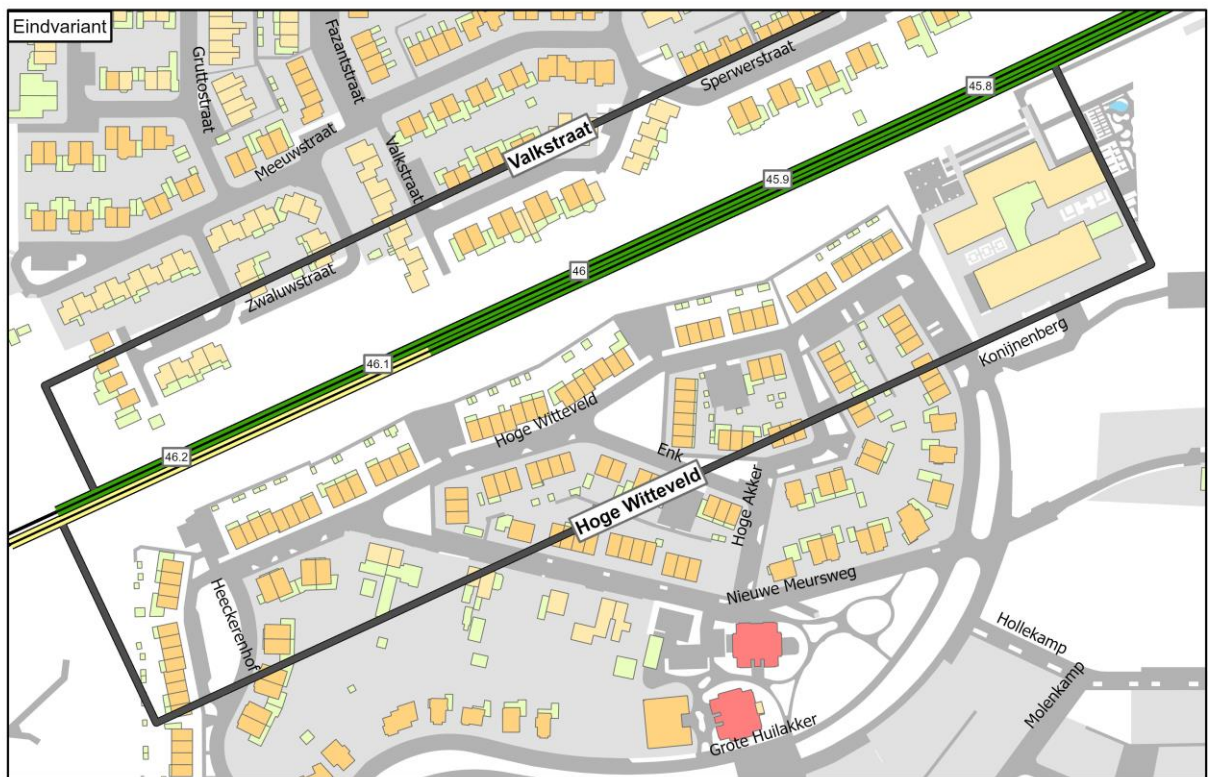 Eindvariant
Gruttostraat
Fazantstraat
Sperwerstraat
45.8
Meeuwstraat
Valkstraat
Valkstraat
45.9
Zwaluwstraat
46
Konijnenberg
46.1
Hoge Witteveld
Enk
46.2
Hoge Witteveld
Hoge Akker
Nieuwe Meursweg
Heeckerenhof
Hollekamp
Molenkamp
Grote Huilakker